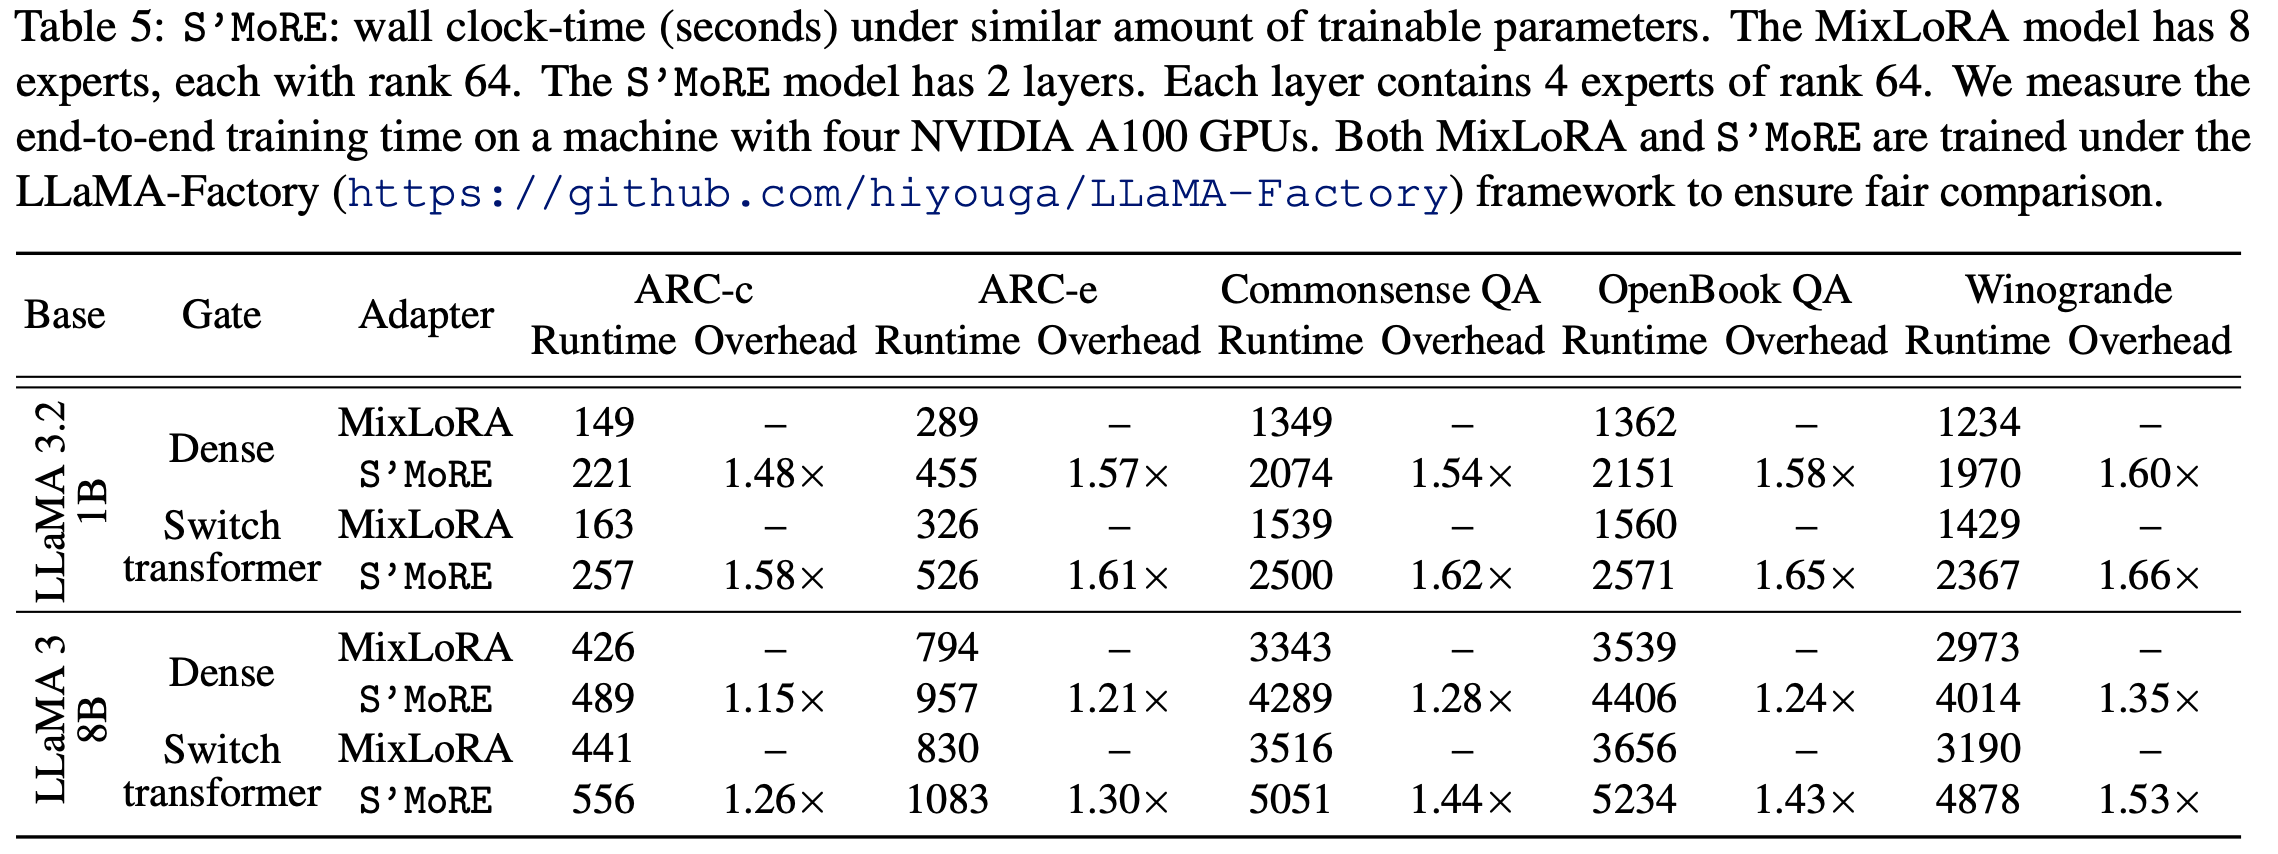 Table 5: S'MoRE: wall clock-time (seconds) under similar amount of trainable parameters. The MixLoRA model has 8
experts, each with rank 64. The S'MoRE model has 2 layers. Each layer contains 4 experts of rank 64. We measure the
end-to-end training time on a machine with four NVIDIA A100 GPUs. Both MixLoRA and S'MoRE are trained under the
LLaMA-Factory (https://github.com/hiyouga/LLaMA-Factory) framework to ensure fair comparison.
Base Gate Adapter ARC-c ARC-e Commonsense QA OpenBook QA Winogrande
Runtime Overhead Runtime Overhead Runtime Overhead Runtime Overhead Runtime Overhead
LLaMA 3.2
1B
Dense
MixLoRA 149 – 289 – 1349 – 1362 – 1234 –
S'MoRE 221 1.48× 455 1.57× 2074 1.54× 2151 1.58× 1970 1.60×
Switch
transformer
MixLoRA 163 – 326 – 1539 – 1560 – 1429 –
S'MoRE 257 1.58× 526 1.61× 2500 1.62× 2571 1.65× 2367 1.66×
LLaMA 3
8B
Dense
MixLoRA 426 – 794 – 3343 – 3539 – 2973 –
S'MoRE 489 1.15× 957 1.21× 4289 1.28× 4406 1.24× 4014 1.35×
Switch
transformer
MixLoRA 441 – 830 – 3516 – 3656 – 3190 –
S'MoRE 556 1.26× 1083 1.30× 5051 1.44× 5234 1.43× 4878 1.53×